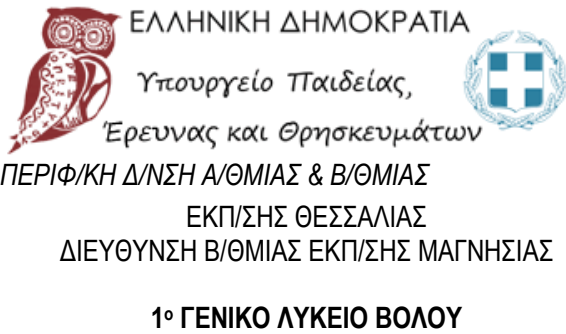 ΕΛΛΗΝΙΚΗ ΔΗΜΟΚΡΑΤΙΑ
Υπουργείο Παιδείας,
Έρευνας και Θρησκευμάτων
ΠΕΡΙΦ/ΚΗ Δ/ΝΣΗ Α/ΘΜΙΑΣ & Β/ΘΜΙΑΣ
ΕΚΠ/ΣΗΣ ΘΕΣΣΑΛΙΑΣ
ΔΙΕΥΘΥΝΣΗ Β/ΘΜΙΑΣ ΕΚΠ/ΣΗΣ ΜΑΓΝΗΣΙΑΣ
1ο ΓΕΝΙΚΟ ΛΥΚΕΙΟ ΒΟΛΟΥ